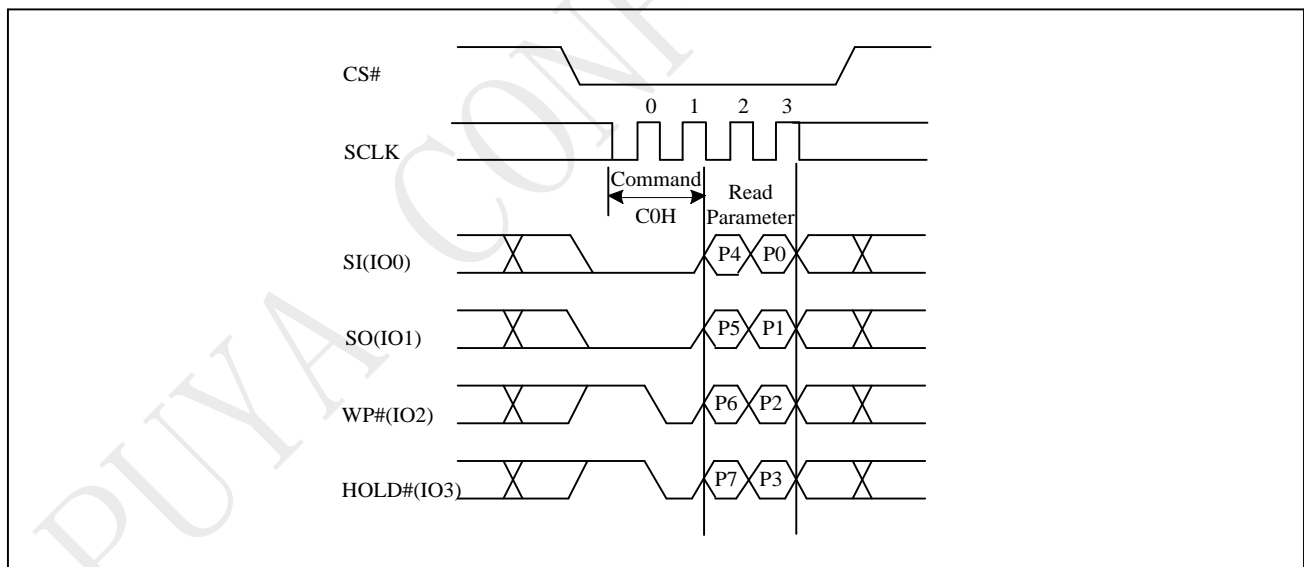 PUYA CONF
CS#
0 1 2 3
SCLK
Command Read
C0H Parameter
SI(IO0) P4 P0
SO(IO1) P5 P1
WP#(IO2) P6 P2
HOLD#(IO3) P7 P3